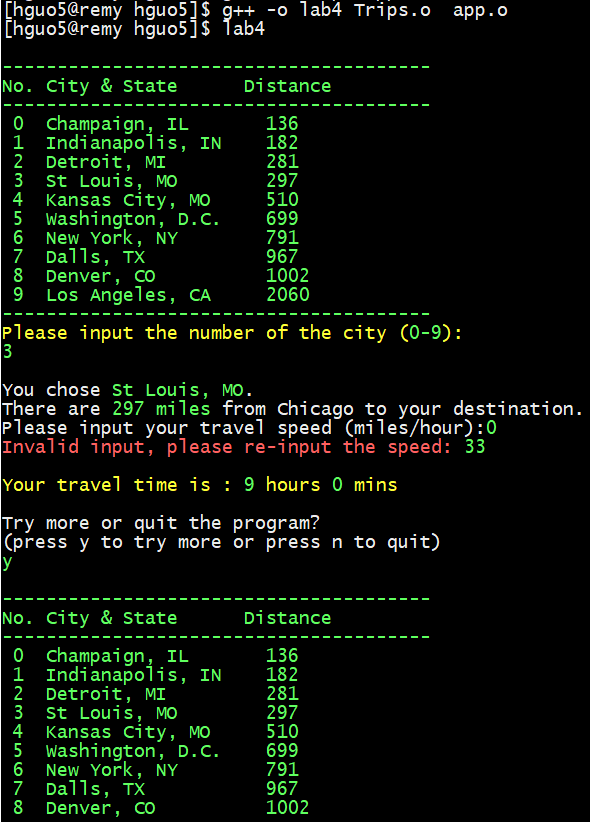 [hguo5@remy hguo5]$ g++ -o lab4 Trips.o  app.o
[hguo5@remy hguo5]$ lab4
---------------------------------------
No. City & State      Distance
---------------------------------------
 0  Champaign, IL       136
 1  Indianapolis, IN    182
 2  Detroit, MI         281
 3  St Louis, MO        297
 4  Kansas City, MO     510
 5  Washington, D.C.    699
 6  New York, NY        791
 7  Dalls, TX           967
 8  Denver, CO          1002
 9  Los Angeles, CA     2060
---------------------------------------
Please input the number of the city (0-9):
3
You chose St Louis, MO.
There are 297 miles from Chicago to your destination.
Please input your travel speed (miles/hour):0
Invalid input, please re-input the speed: 33
Your travel time is : 9 hours 0 mins
Try more or quit the program?
(press y to try more or press n to quit)
y
---------------------------------------
No. City & State      Distance
---------------------------------------
 0  Champaign, IL       136
 1  Indianapolis, IN    182
 2  Detroit, MI         281
 3  St Louis, MO        297
 4  Kansas City, MO     510
 5  Washington, D.C.    699
 6  New York, NY        791
 7  Dalls, TX           967
 8  Denver, CO          1002